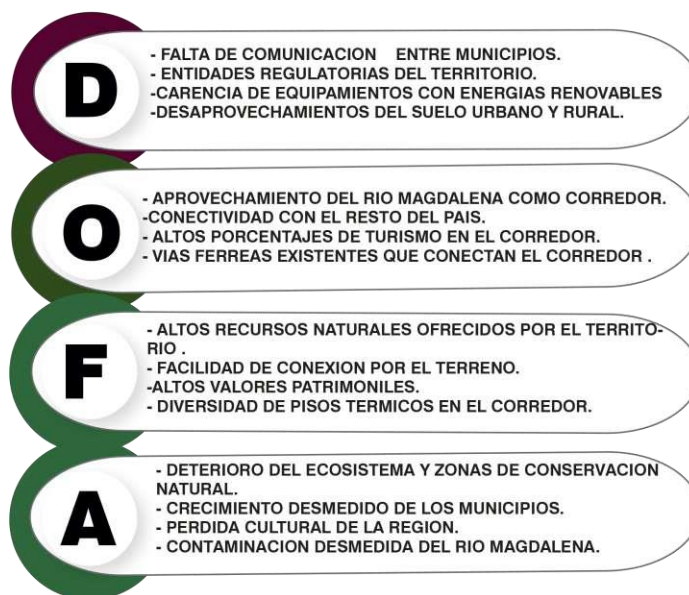 D
- FALTA DE COMUNICACION ENTRE MUNICIPIOS.
- ENTIDADES REGULATORIAS DEL TERRITORIO.
-CARENCIA DE EQUIPAMIENTOS CON ENERGIAS RENOVABLES
-DESAPROVECHAMIENTOS DEL SUELO URBANO Y RURAL.
O
- APROVECHAMIENTO DEL RIO MAGDALENA COMO CORREDOR.
-CONECTIVIDAD CON EL RESTO DEL PAIS.
- ALTOS PORCENTAJES DE TURISMO EN EL CORREDOR.
- VIAS FERREAS EXISTENTES QUE CONECTAN EL CORREDOR .
F
- ALTOS RECURSOS NATURALES OFRECIDOS POR EL TERRITO-
RIO .
- FACILIDAD DE CONEXION POR EL TERRENO.
-ALTOS VALORES PATRIMONILES.
- DIVERSIDAD DE PISOS TERMICOS EN EL CORREDOR.
A
- DETERIORO DEL ECOSISTEMA Y ZONAS DE CONSERVACION
NATURAL.
- CRECIMIENTO DESMEDIDO DE LOS MUNICIPIOS.
- PERDIDA CULTURAL DE LA REGION.
- CONTAMINACION DESMEDIDA DEL RIO MAGDALENA.